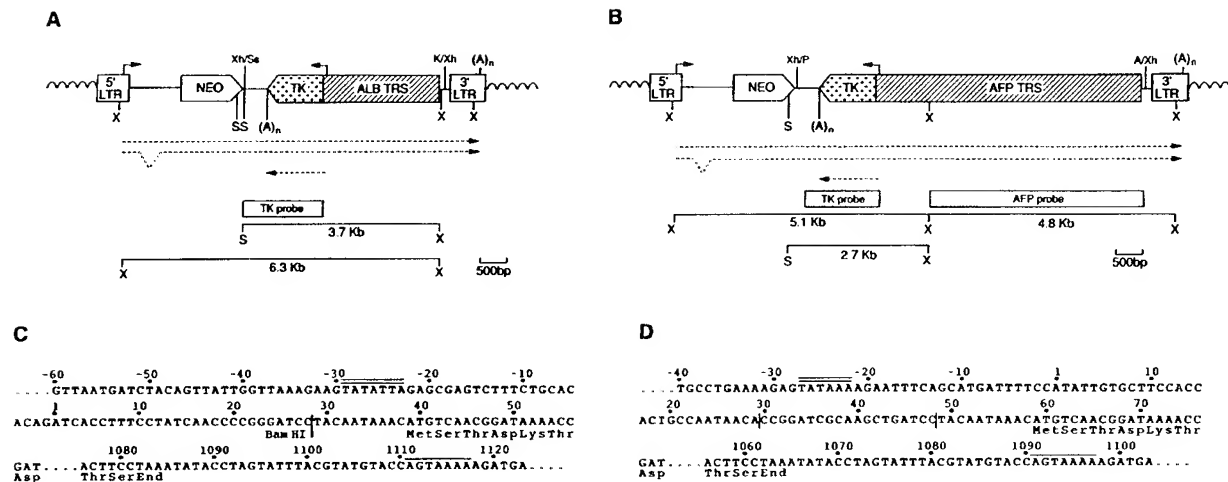 A
Xh/Ss
K/Xh
(A)n
5' LTR
NEO
TK
ALB TRS
3' LTR
X
SS
(A)n
X
X
TK probe
3.7 Kb
S
X
6.3 Kb
X
X
500bp
B
Xh/P
A/Xh
(A)n
5' LTR
NEO
TK
AFP TRS
3' LTR
X
S
(A)n
X
X
TK probe
AFP probe
5.1 Kb
4.8 Kb
X
X
X
2.7 Kb
S
X
500bp
C
-60 -50 -40 -30 -20 -10
....GTTAATGATCTACAGTTATTGGTTAAAGAAGTATATTAGAGCGAGTCTTTCTGCAC
1 10 20 30 40 50
ACAGATCACCTTTCCTATCAACCCCGGGATCCTACAATAAACATGTCAACGGATAAAACC
BamHI MetSerThrAspLysThr
1080 1090 1100 1110 1120
GAT....ACTTCCTAAATATACCTAGTATTTACGTATGTACCAGTAAAAAGATGA.....
Asp ThrSerEnd
D
-40 -30 -20 -10 1 10
....TGCCTGAAAAGAGTATAAAAGAATTTCAGCATGATTTTCCATATTGTGCTTCCACC
20 30 40 50 60 70
ACTGCCAATAACACCGGATCGCAAGCTGATCCTACAATAAACATGTCAACGGATAAAACC
MetSerThrAspLysThr
1060 1070 1080 1090 1100
GAT....ACTTCCTAAATATACCTAGTATTTACGTATGTACCAGTAAAAAGATGA.....
Asp ThrSerEnd